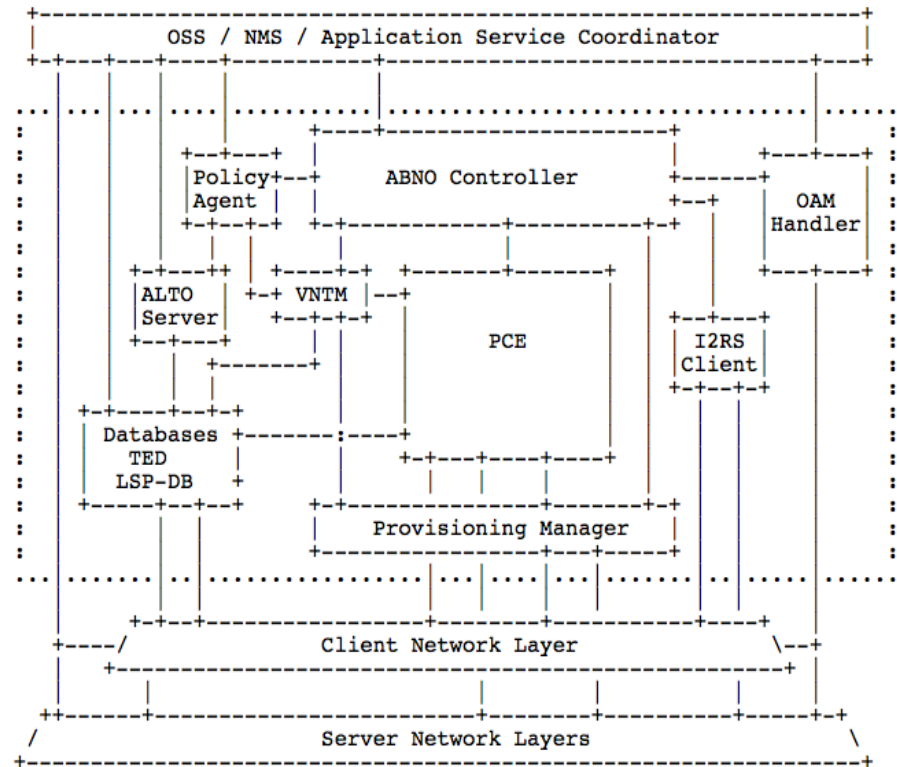 OSS / NMS / Application Service Coordinator
Policy
Agent
ABNO Controller
OAM
Handler
ALTO
Server
VNTM
PCE
I2RS
Client
Databases
TED
LSP-DB
Provisioning Manager
Client Network Layer
Server Network Layers